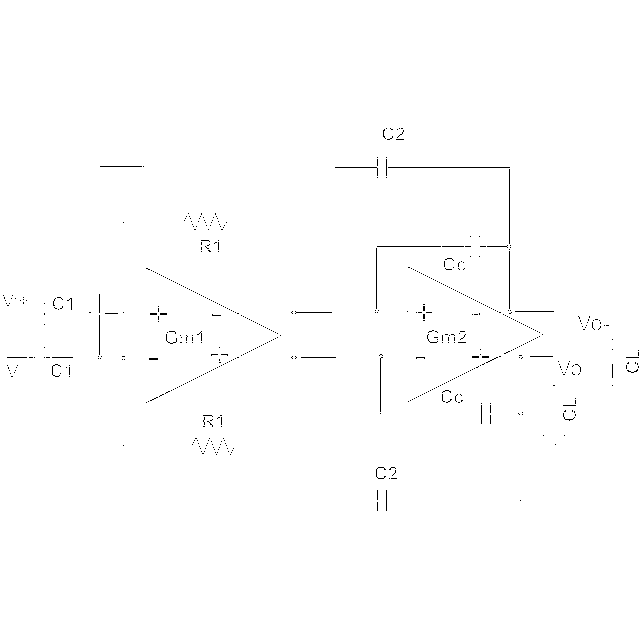 C2
R1
Cc
V+ C1
+ - + -
Gm1 Gm2
Vo-
- + - +
V C1
Vo
CL
Cc
CL
R1
C2